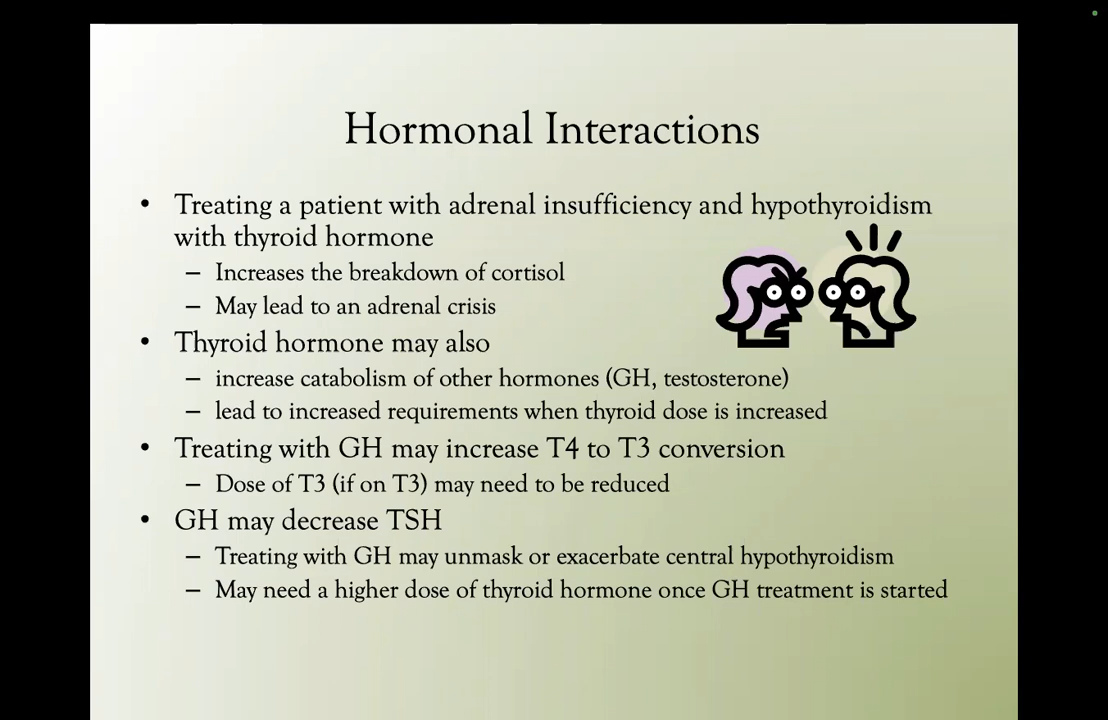 Hormonal Interactions
• Treating a patient with adrenal insufficiency and hypothyroidism
with thyroid hormone
– Increases the breakdown of cortisol
– May lead to an adrenal crisis
• Thyroid hormone may also
– increase catabolism of other hormones (GH, testosterone)
– lead to increased requirements when thyroid dose is increased
• Treating with GH may increase T4 to T3 conversion
– Dose of T3 (if on T3) may need to be reduced
• GH may decrease TSH
– Treating with GH may unmask or exacerbate central hypothyroidism
– May need a higher dose of thyroid hormone once GH treatment is started